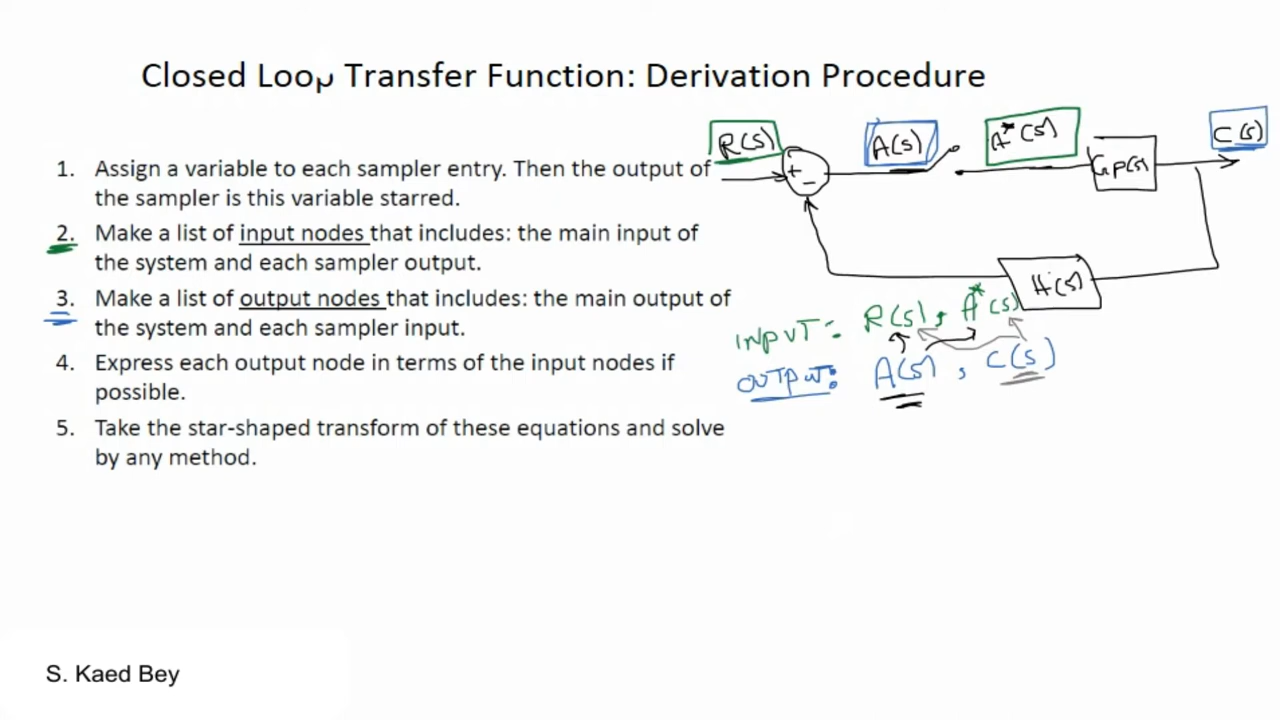 Closed Loop Transfer Function: Derivation Procedure
R(s)
A(s)
A*(s)
C(s)
+
-
Gp(s)
H(s)
1. Assign a variable to each sampler entry. Then the output of
the sampler is this variable starred.
2. Make a list of input nodes that includes: the main input of
the system and each sampler output.
3. Make a list of output nodes that includes: the main output of
the system and each sampler input.
4. Express each output node in terms of the input nodes if
possible.
5. Take the star-shaped transform of these equations and solve
by any method.
INPUT: R(s), A*(s)
OUTPUT: A(s), C(s)
S. Kaed Bey